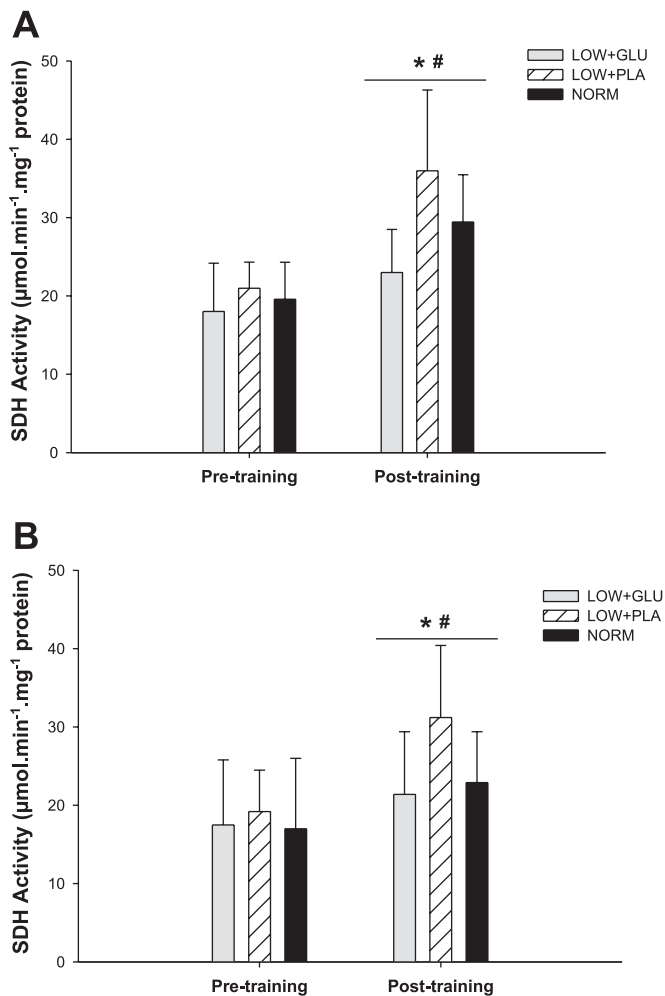 A
50
40
30
20
10
0
SDH Activity (µmol.min⁻¹.mg⁻¹ protein)
* #
LOW+GLU
LOW+PLA
NORM
Pre-training Post-training
B
50
40
30
20
10
0
SDH Activity (µmol.min⁻¹.mg⁻¹ protein)
* #
LOW+GLU
LOW+PLA
NORM
Pre-training Post-training